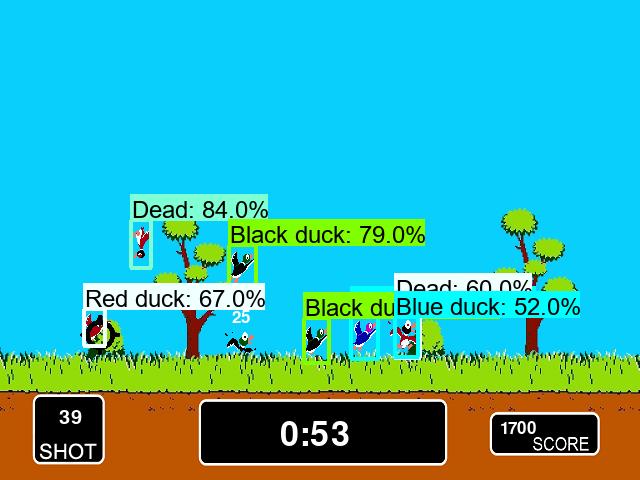 Dead: 84.0%
Black duck: 79.0%
Dead: 60.0%
Red duck: 67.0%
Black du
Blue duck: 52.0%
25
39
SHOT
0:53
1700
SCORE